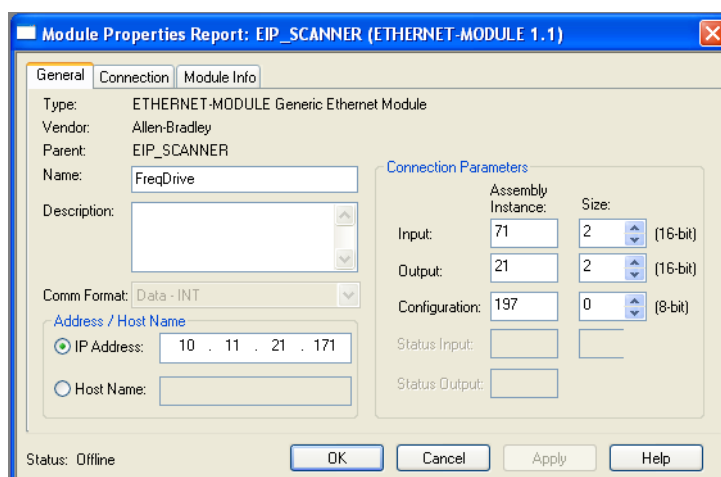 Module Properties Report: EIP_SCANNER (ETHERNET-MODULE 1.1)
General Connection Module Info
Type: ETHERNET-MODULE Generic Ethernet Module
Vendor: Allen-Bradley
Parent: EIP_SCANNER
Name: FreqDrive
Description:
Comm Format: Data - INT
Address / Host Name
IP Address: 10 . 11 . 21 . 171
Host Name:
Connection Parameters
Assembly
Instance: Size:
Input: 71 2 (16-bit)
Output: 21 2 (16-bit)
Configuration: 197 0 (8-bit)
Status Input:
Status Output:
Status: Offline OK Cancel Apply Help